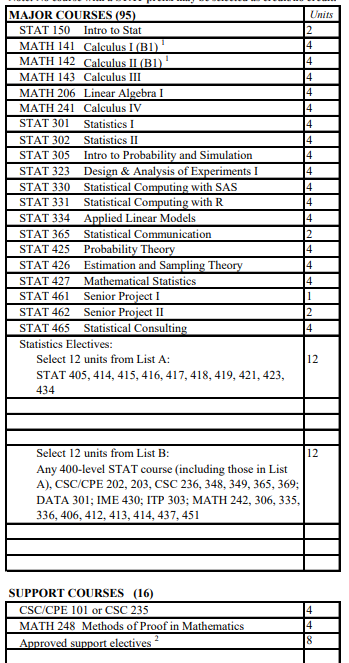 MAJOR COURSES (95) Units
STAT 150 Intro to Stat 2
MATH 141 Calculus I (B1) 1 4
MATH 142 Calculus II (B1) 1 4
MATH 143 Calculus III 4
MATH 206 Linear Algebra I 4
MATH 241 Calculus IV 4
STAT 301 Statistics I 4
STAT 302 Statistics II 4
STAT 305 Intro to Probability and Simulation 4
STAT 323 Design & Analysis of Experiments I 4
STAT 330 Statistical Computing with SAS 4
STAT 331 Statistical Computing with R 4
STAT 334 Applied Linear Models 4
STAT 365 Statistical Communication 2
STAT 425 Probability Theory 4
STAT 426 Estimation and Sampling Theory 4
STAT 427 Mathematical Statistics 4
STAT 461 Senior Project I 1
STAT 462 Senior Project II 2
STAT 465 Statistical Consulting 4
Statistics Electives:
Select 12 units from List A: 12
STAT 405, 414, 415, 416, 417, 418, 419, 421, 423,
434
Select 12 units from List B: 12
Any 400-level STAT course (including those in List
A), CSC/CPE 202, 203, CSC 236, 348, 349, 365, 369;
DATA 301; IME 430; ITP 303; MATH 242, 306, 335,
336, 406, 412, 413, 414, 437, 451
SUPPORT COURSES (16)
CSC/CPE 101 or CSC 235 4
MATH 248 Methods of Proof in Mathematics 4
Approved support electives 2 8